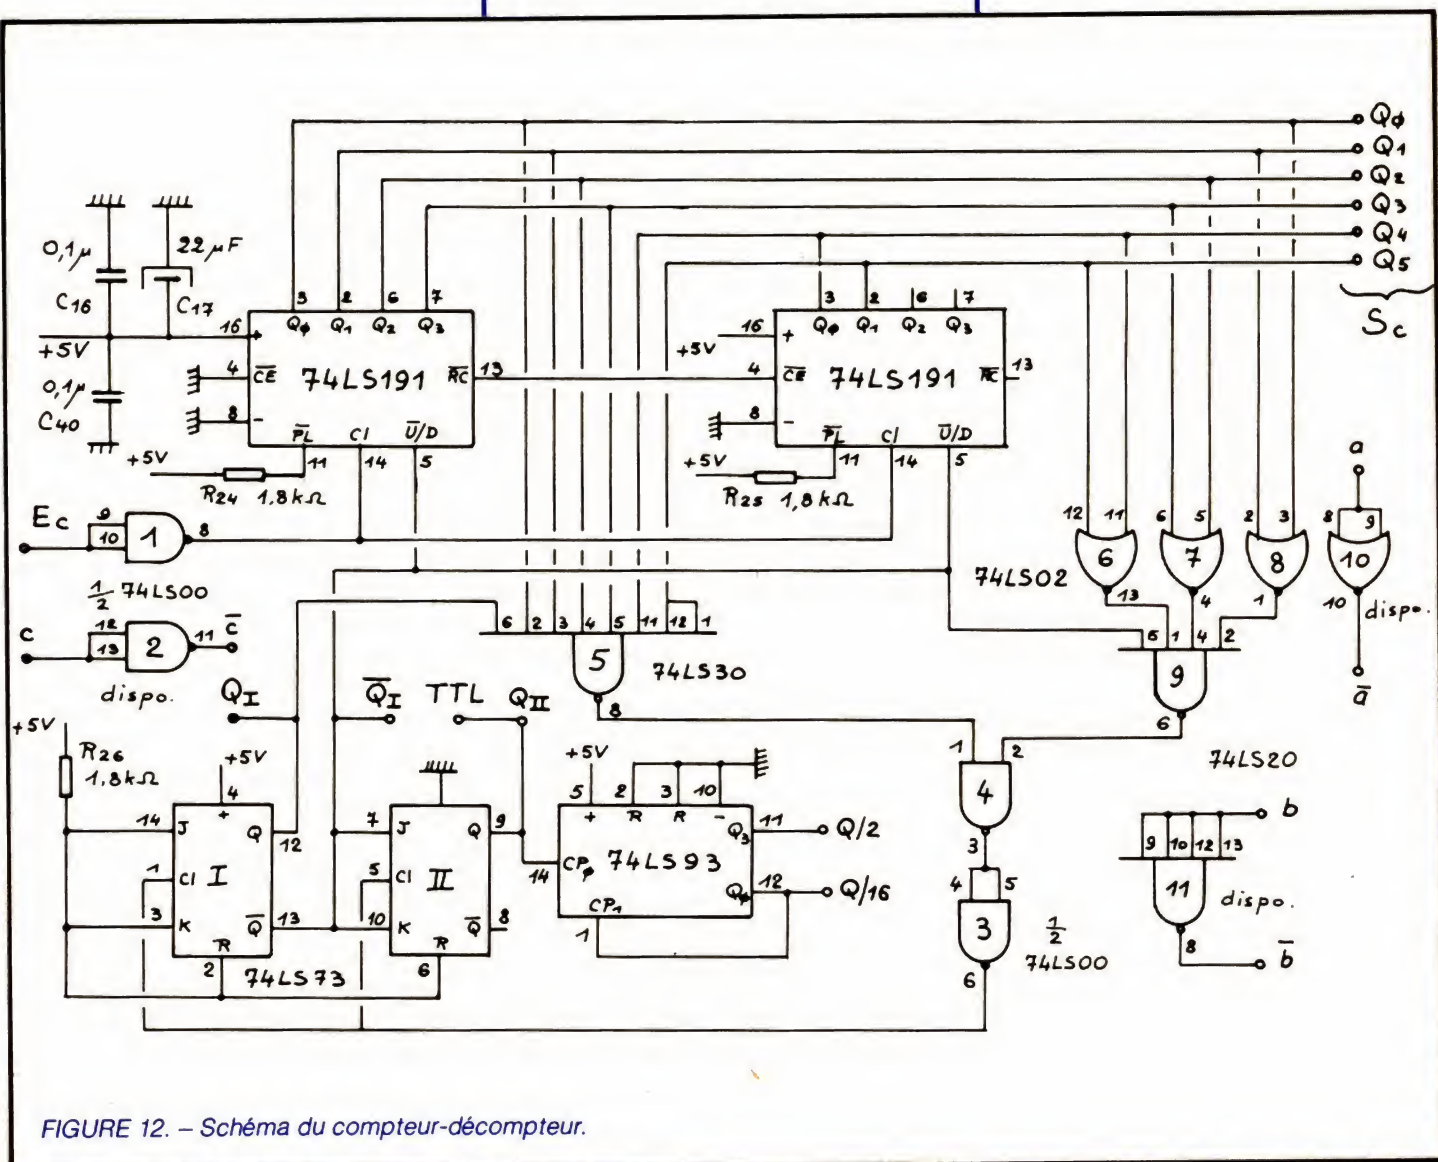 Qφ
Q1
Q2
Q3
Q4
Q5
Sc
0,1μ
C16
22μF
C17
+5V
0,1μ
C40
16 +
3 2 6 7
Qφ Q1 Q2 Q3
4 C̅E̅ 74LS191 R̅C̅ 13
8 −
P̅L̅ Cl U̅/D
11 14 5
+5V
R24 1,8kΩ
+5V
16 +
3 2 6 7
Qφ Q1 Q2 Q3
4 C̅E̅ 74LS191 R̅C̅ 13
8 −
P̅L̅ Cl U̅/D
11 14 5
+5V
R25 1,8kΩ
Ec
9
10
1
8
1/2 74LS00
c
12
13
2
11
c̅
dispo.
6 2 3 4 5 11 12 1
5
8
74LS30
12 11
6
13
6 5
7
4
2 3
8
1
74LS02
a
8 9
10
10
dispo.
a̅
6 1 4 2
9
6
74LS20
QI
Q̅I
TTL
QII
+5V
R26
1,8kΩ
+5V
4
+
14 J
Q 12
1 Cl I
3 K
Q̅ 13
R
2
74LS73
7 J
Q 9
5 Cl II
10 K
Q̅ 8
R
6
+5V
5 2 3 10
+ R R −
Q3 11 Q/2
14 CPφ 74LS93
Qφ 12 Q/16
CP1
1
1 2
4
3
4 5
3
6
1/2
74LS00
b
9 10 12 13
11
dispo.
8
b̅
FIGURE 12. – Schéma du compteur-décompteur.